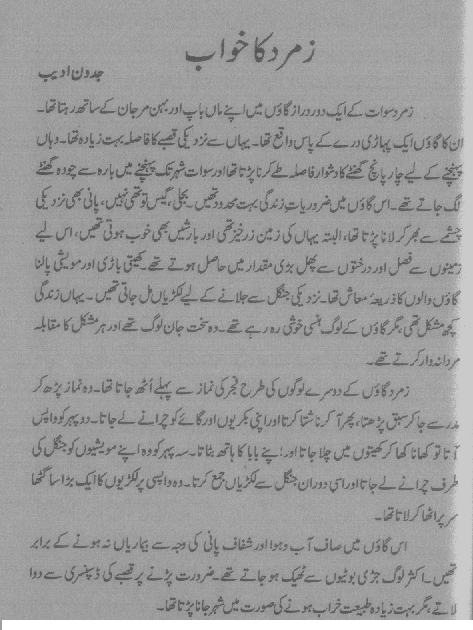 زمرد کا خواب
جدون ادیب
زمرد سوات کے ایک دور دراز گاؤں میں اپنے ماں باپ اور بہن مرجان کے ساتھ رہتا تھا۔
ان کا گاؤں ایک پہاڑی درے کے پاس واقع تھا۔ یہاں سے نزدیکی قصبے کا فاصلہ بہت زیادہ تھا۔ وہاں
پہنچنے کے لیے چار پانچ گھنٹے کا دشوار فاصلہ طے کرنا پڑتا تھا اور سوات شہر تک پہنچنے میں بارہ سے چودہ گھنٹے
لگ جاتے تھے۔ اس گاؤں میں ضروریاتِ زندگی بہت محدود تھیں۔ بجلی، گیس تو تھی نہیں، پانی بھی نزدیکی
چشمے سے بھر کر لانا پڑتا تھا، البتہ یہاں کی زمین زرخیز تھی اور بارشیں بھی خوب ہوتی تھیں، اس لیے
زمینوں سے فصل اور درختوں سے پھل بڑی مقدار میں حاصل ہوتے تھے۔ کھیتی باڑی اور مویشی پالنا
گاؤں والوں کا ذریعۂ معاش تھا۔ نزدیکی جنگل سے جلانے کے لیے لکڑیاں مل جاتی تھیں۔ یہاں زندگی
کچھ مشکل تھی، مگر گاؤں کے لوگ ہنسی خوشی رہ رہے تھے۔ وہ سخت جان لوگ تھے اور ہر مشکل کا مقابلہ
مردانہ وار کرتے تھے۔
زمرد گاؤں کے دوسرے لوگوں کی طرح فجر کی نماز سے پہلے اُٹھ جاتا تھا۔ وہ نماز پڑھ کر
مدرسے جا کر سبق پڑھتا، پھر آ کر ناشتا کرتا اور اپنی بکریوں اور گائے کو چرانے لے جاتا۔ دوپہر کو واپس
آتا تو کھانا کھا کر کھیتوں میں چلا جاتا اور اپنے بابا کا ہاتھ بٹاتا۔ سہ پہر کو وہ اپنے مویشیوں کو جنگل کی
طرف چرانے لے جاتا اور اسی دوران جنگل سے لکڑیاں جمع کرتا۔ وہ واپسی پر لکڑیوں کا ایک بڑا سا گٹھا
سر پر اٹھا کر لاتا تھا۔
اس گاؤں میں صاف آب و ہوا اور شفاف پانی کی وجہ سے بیماریاں نہ ہونے کے برابر
تھیں۔ اکثر لوگ جڑی بوٹیوں سے ٹھیک ہو جاتے تھے۔ ضرورت پڑنے پر قصبے کی ڈسپنسری سے دوا
لاتے، مگر بہت زیادہ طبیعت خراب ہونے کی صورت میں شہر جانا پڑتا تھا۔